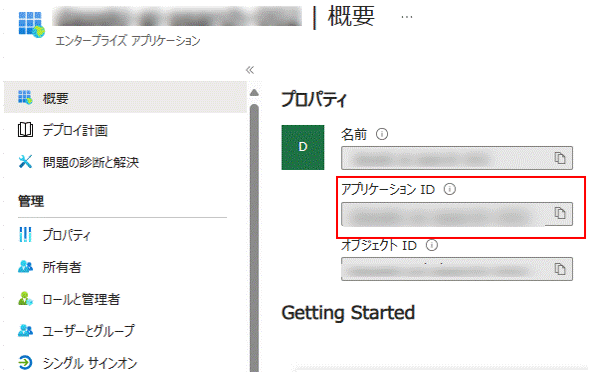 | 概要 …
エンタープライズ アプリケーション
«
概要
デプロイ計画
問題の診断と解決
管理
プロパティ
所有者
ロールと管理者
ユーザーとグループ
シングル サインオン
プロパティ
D
名前
アプリケーション ID
オブジェクト ID
Getting Started